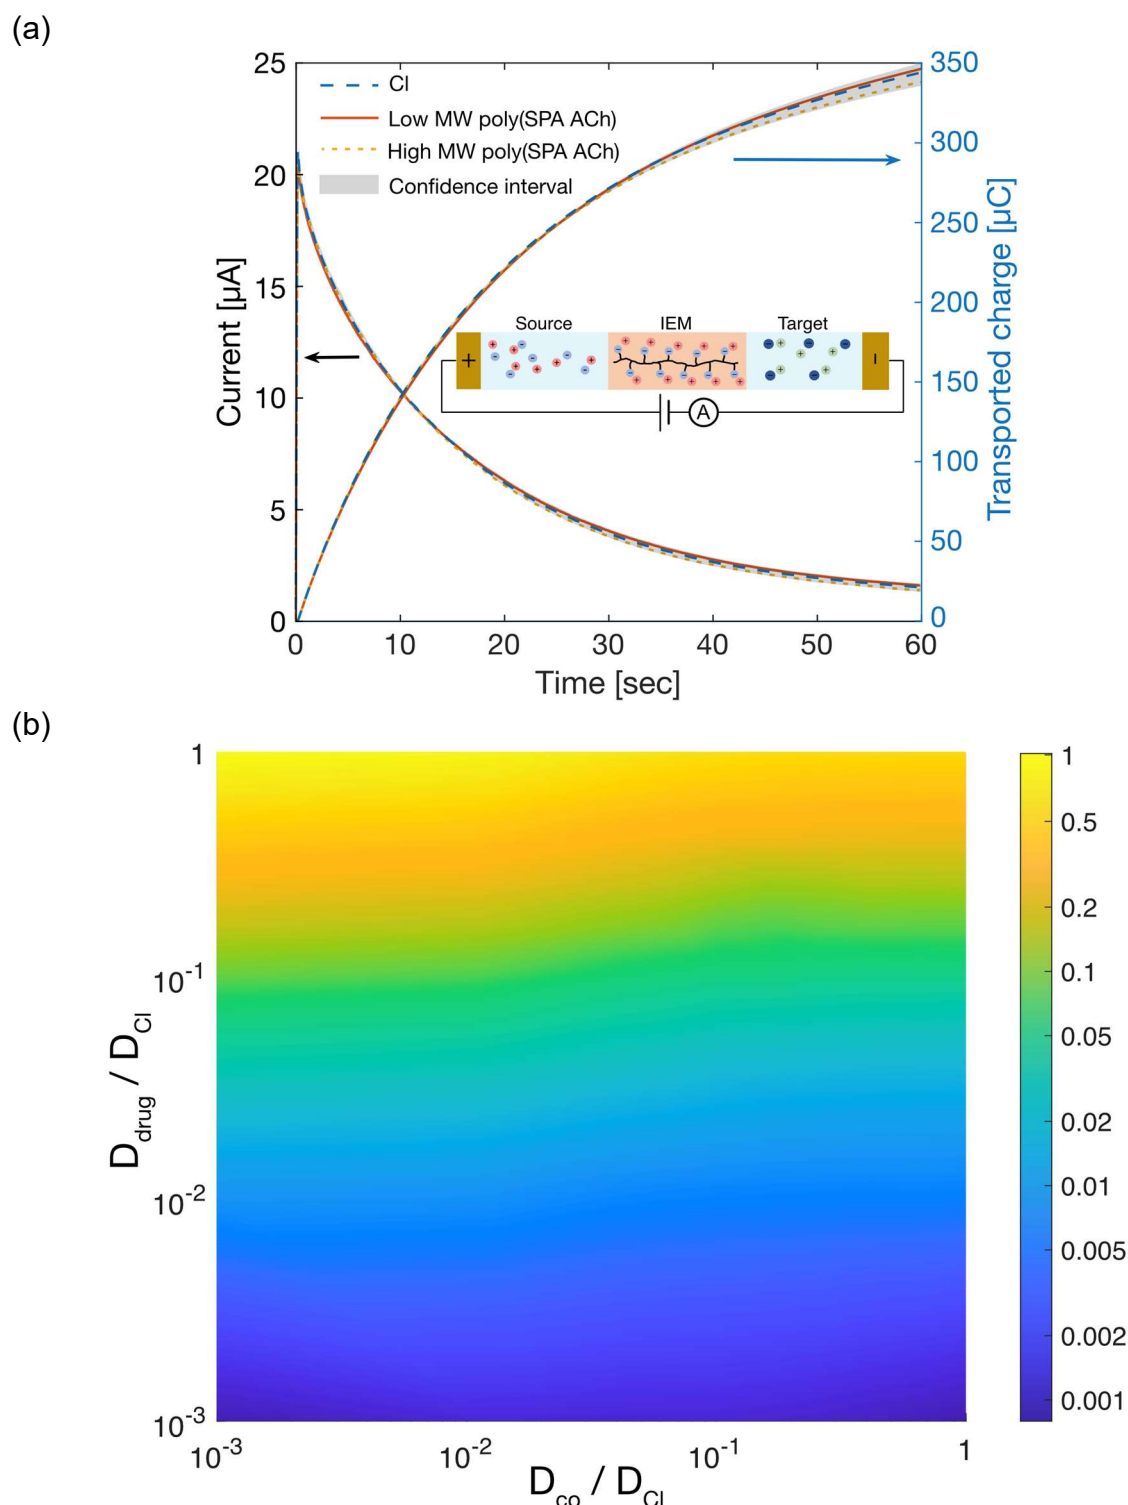 (a)
25
20
15
10
5
0
Current [µA]
Cl
Low MW poly(SPA ACh)
High MW poly(SPA ACh)
Confidence interval
Source
IEM
Target
+
-
A
350
300
250
200
150
100
50
0
Transported charge [µC]
0 10 20 30 40 50 60
Time [sec]
(b)
1
10⁻¹
10⁻²
10⁻³
D_drug / D_Cl
10⁻³ 10⁻² 10⁻¹ 1
D_co / D_Cl
1
0.5
0.2
0.1
0.05
0.02
0.01
0.005
0.002
0.001